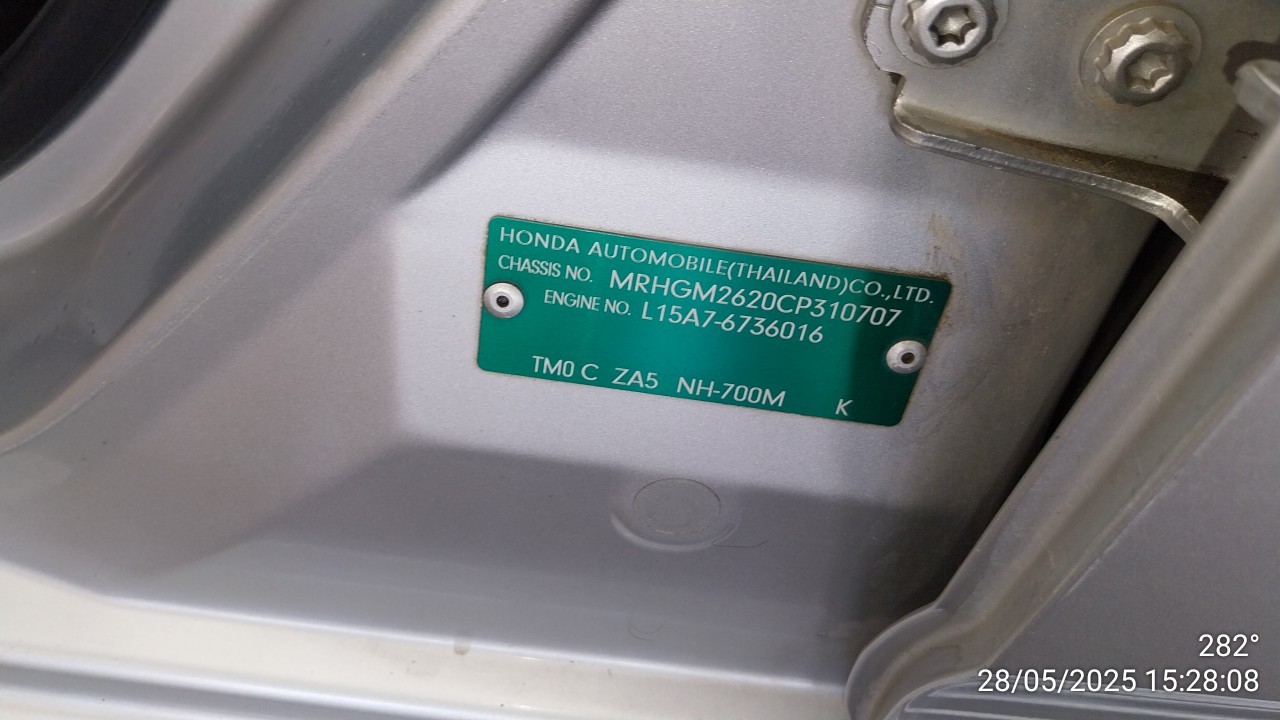 HONDA AUTOMOBILE(THAILAND)CO.,LTD.
CHASSIS NO. MRHGM2620CP310707
ENGINE NO. L15A7-6736016
TM0 C ZA5 NH-700M K
282°
28/05/2025 15:28:08